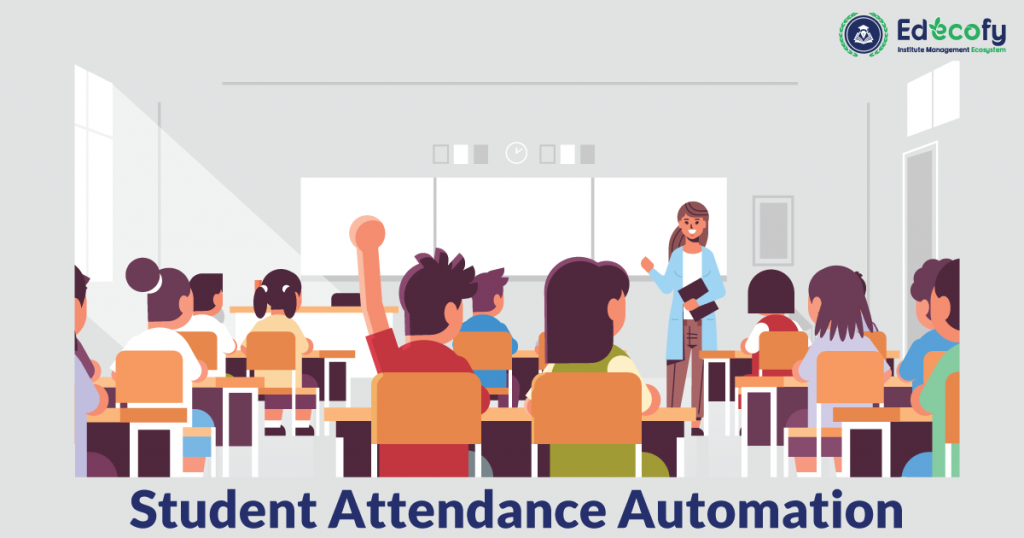 Edecofy
Institute Management Ecosystem
Student Attendance Automation